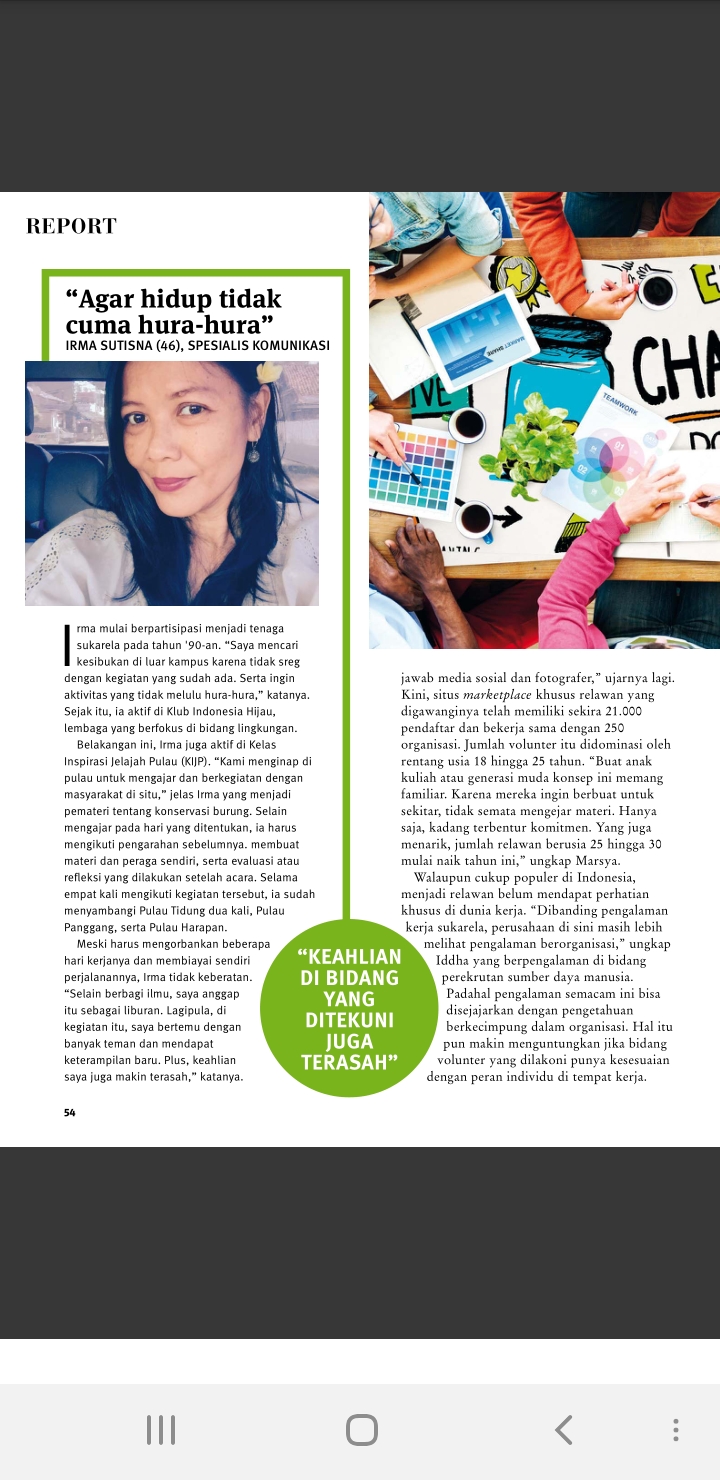 REPORT
“Agar hidup tidak
cuma hura-hura”
IRMA SUTISNA (46), SPESIALIS KOMUNIKASI
Irma mulai berpartisipasi menjadi tenaga
sukarela pada tahun '90-an. “Saya mencari
kesibukan di luar kampus karena tidak sreg
dengan kegiatan yang sudah ada. Serta ingin
aktivitas yang tidak melulu hura-hura,” katanya.
Sejak itu, ia aktif di Klub Indonesia Hijau,
lembaga yang berfokus di bidang lingkungan.
Belakangan ini, Irma juga aktif di Kelas
Inspirasi Jelajah Pulau (KIJP). “Kami menginap di
pulau untuk mengajar dan berkegiatan dengan
masyarakat di situ,” jelas Irma yang menjadi
pemateri tentang konservasi burung. Selain
mengajar pada hari yang ditentukan, ia harus
mengikuti pengarahan sebelumnya. membuat
materi dan peraga sendiri, serta evaluasi atau
refleksi yang dilakukan setelah acara. Selama
empat kali mengikuti kegiatan tersebut, ia sudah
menyambangi Pulau Tidung dua kali, Pulau
Panggang, serta Pulau Harapan.
Meski harus mengorbankan beberapa
hari kerjanya dan membiayai sendiri
perjalanannya, Irma tidak keberatan.
“Selain berbagi ilmu, saya anggap
itu sebagai liburan. Lagipula, di
kegiatan itu, saya bertemu dengan
banyak teman dan mendapat
keterampilan baru. Plus, keahlian
saya juga makin terasah,” katanya.
“KEAHLIAN
DI BIDANG
YANG
DITEKUNI
JUGA
TERASAH”
MARKET SHARE
TEAMWORK
01
02
CHA
jawab media sosial dan fotografer,” ujarnya lagi.
Kini, situs marketplace khusus relawan yang
digawanginya telah memiliki sekira 21.000
pendaftar dan bekerja sama dengan 250
organisasi. Jumlah volunter itu didominasi oleh
rentang usia 18 hingga 25 tahun. “Buat anak
kuliah atau generasi muda konsep ini memang
familiar. Karena mereka ingin berbuat untuk
sekitar, tidak semata mengejar materi. Hanya
saja, kadang terbentur komitmen. Yang juga
menarik, jumlah relawan berusia 25 hingga 30
mulai naik tahun ini,” ungkap Marsya.
Walaupun cukup populer di Indonesia,
menjadi relawan belum mendapat perhatian
khusus di dunia kerja. “Dibanding pengalaman
kerja sukarela, perusahaan di sini masih lebih
melihat pengalaman berorganisasi,” ungkap
Iddha yang berpengalaman di bidang
perekrutan sumber daya manusia.
Padahal pengalaman semacam ini bisa
disejajarkan dengan pengetahuan
berkecimpung dalam organisasi. Hal itu
pun makin menguntungkan jika bidang
volunter yang dilakoni punya kesesuaian
dengan peran individu di tempat kerja.
54